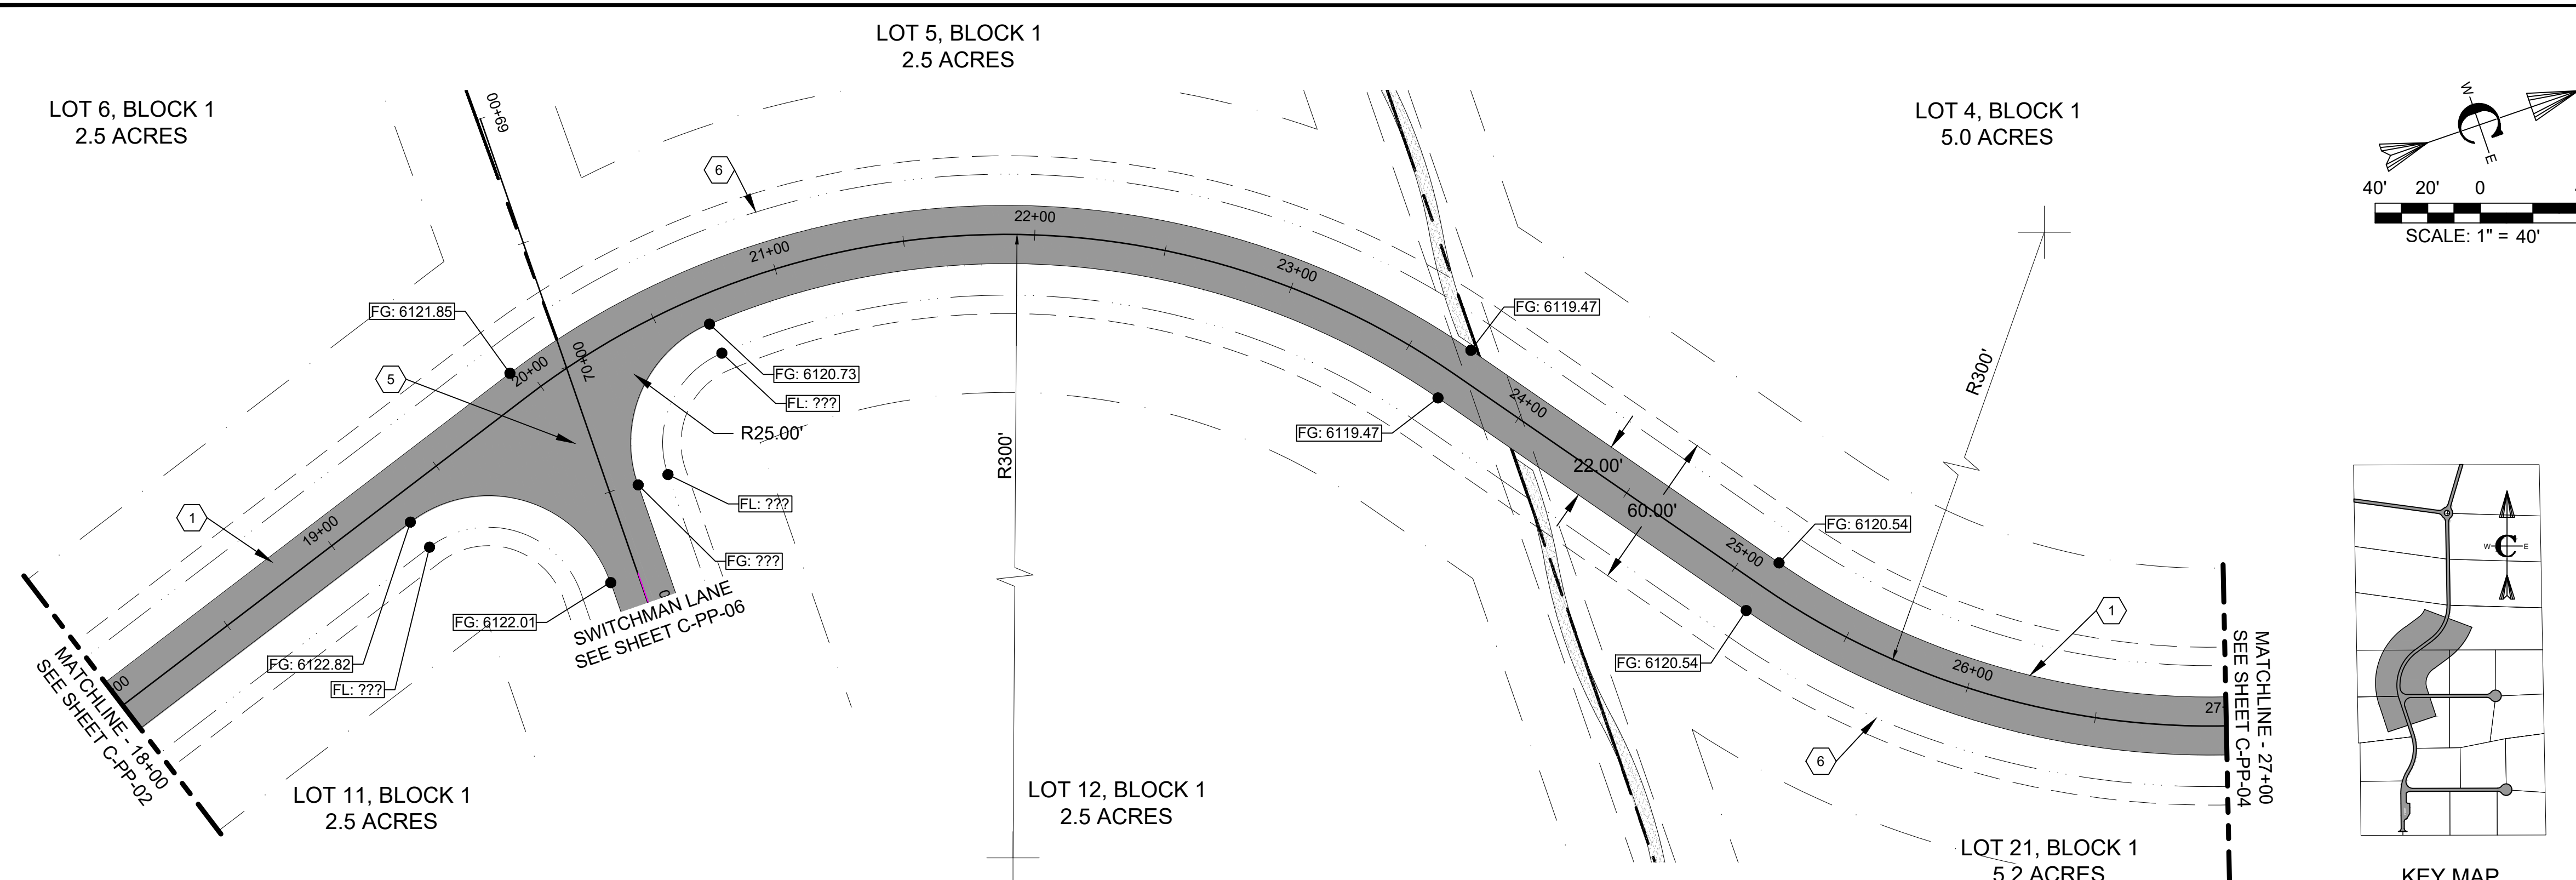 LOT 5, BLOCK 1
2.5 ACRES
LOT 6, BLOCK 1
2.5 ACRES
69+00
6
LOT 4, BLOCK 1
5.0 ACRES
W
E
40' 20' 0
SCALE: 1" = 40'
22+00
21+00
23+00
FG: 6121.85
20+00
70+00
5
FG: 6120.73
FL: ???
R25.00'
FG: 6119.47
R300'
24+00
FG: 6119.47
R300'
22.00'
60.00'
1
19+00
FL: ???
FG: ???
FG: 6120.54
25+00
W
C
E
FG: 6122.01
SWITCHMAN LANE
SEE SHEET C-PP-06
FG: 6122.82
FL: ???
00
MATCHLINE - 18+00
SEE SHEET C-PP-02
1
FG: 6120.54
26+00
27
MATCHLINE - 27+00
SEE SHEET C-PP-04
6
LOT 11, BLOCK 1
2.5 ACRES
LOT 12, BLOCK 1
2.5 ACRES
LOT 21, BLOCK 1
5.2 ACRES
KEY MAP